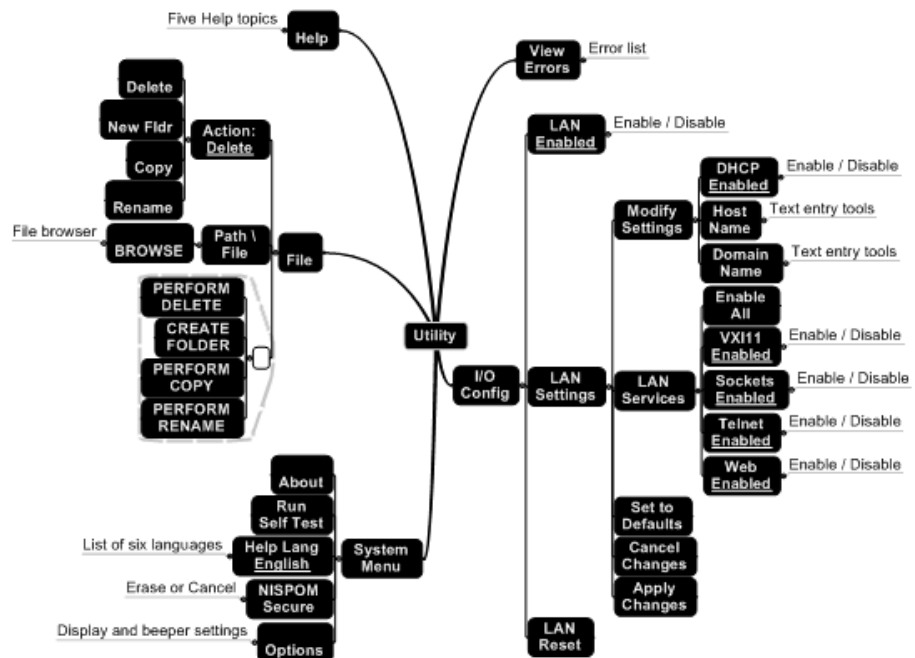 Five Help topics
Help
View
Errors
Error list
Delete
New Fldr
Copy
Rename
Action:
Delete
File browser
BROWSE
Path \
File
File
PERFORM
DELETE
CREATE
FOLDER
PERFORM
COPY
PERFORM
RENAME
Utility
I/O
Config
LAN
Enabled
Enable / Disable
LAN
Settings
Modify
Settings
DHCP
Enabled
Enable / Disable
Host
Name
Text entry tools
Domain
Name
Text entry tools
LAN
Services
Enable
All
VXI11
Enabled
Enable / Disable
Sockets
Enabled
Enable / Disable
Telnet
Enabled
Enable / Disable
Web
Enabled
Enable / Disable
Set to
Defaults
Cancel
Changes
Apply
Changes
LAN
Reset
System
Menu
About
Run
Self Test
List of six languages
Help Lang
English
Erase or Cancel
NISPOM
Secure
Display and beeper settings
Options